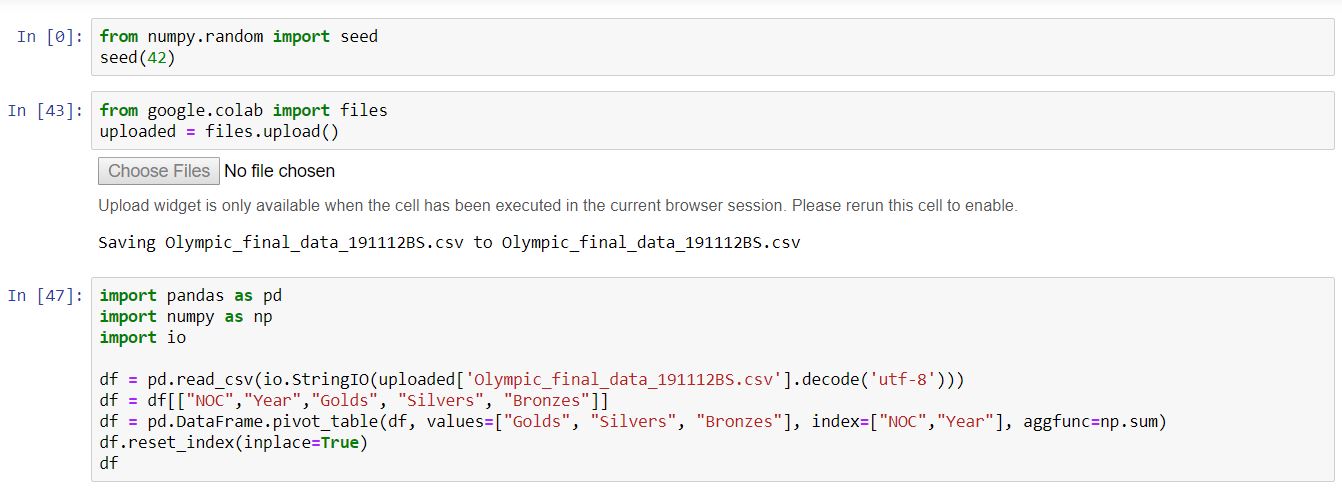 In [0]:
from numpy.random import seed
seed(42)
In [43]:
from google.colab import files
uploaded = files.upload()
Choose Files No file chosen
Upload widget is only available when the cell has been executed in the current browser session. Please rerun this cell to enable.
Saving Olympic_final_data_191112BS.csv to Olympic_final_data_191112BS.csv
In [47]:
import pandas as pd
import numpy as np
import io
df = pd.read_csv(io.StringIO(uploaded['Olympic_final_data_191112BS.csv'].decode('utf-8')))
df = df[["NOC","Year","Golds", "Silvers", "Bronzes"]]
df = pd.DataFrame.pivot_table(df, values=["Golds", "Silvers", "Bronzes"], index=["NOC","Year"], aggfunc=np.sum)
df.reset_index(inplace=True)
df